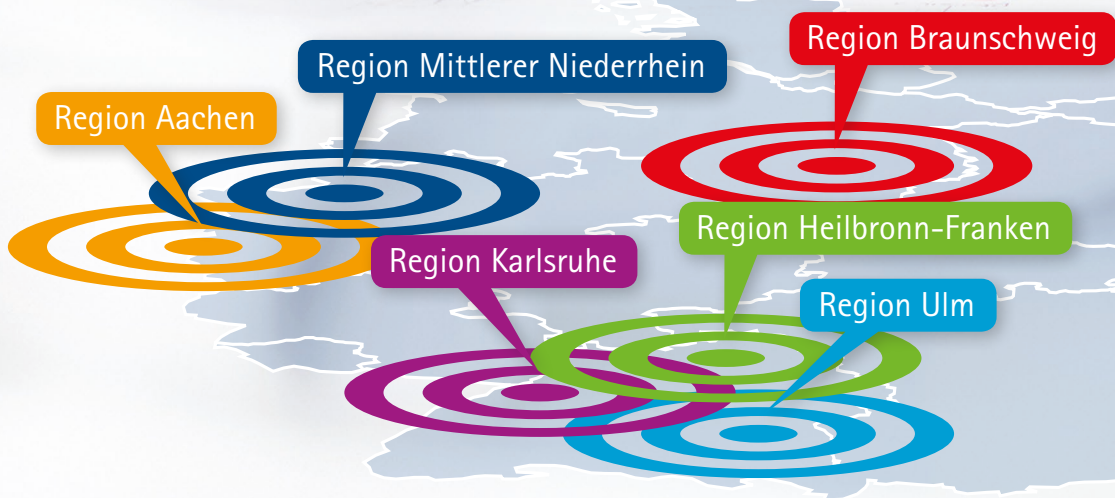 Region Braunschweig
Region Mittlerer Niederrhein
Region Aachen
Region Heilbronn-Franken
Region Karlsruhe
Region Ulm